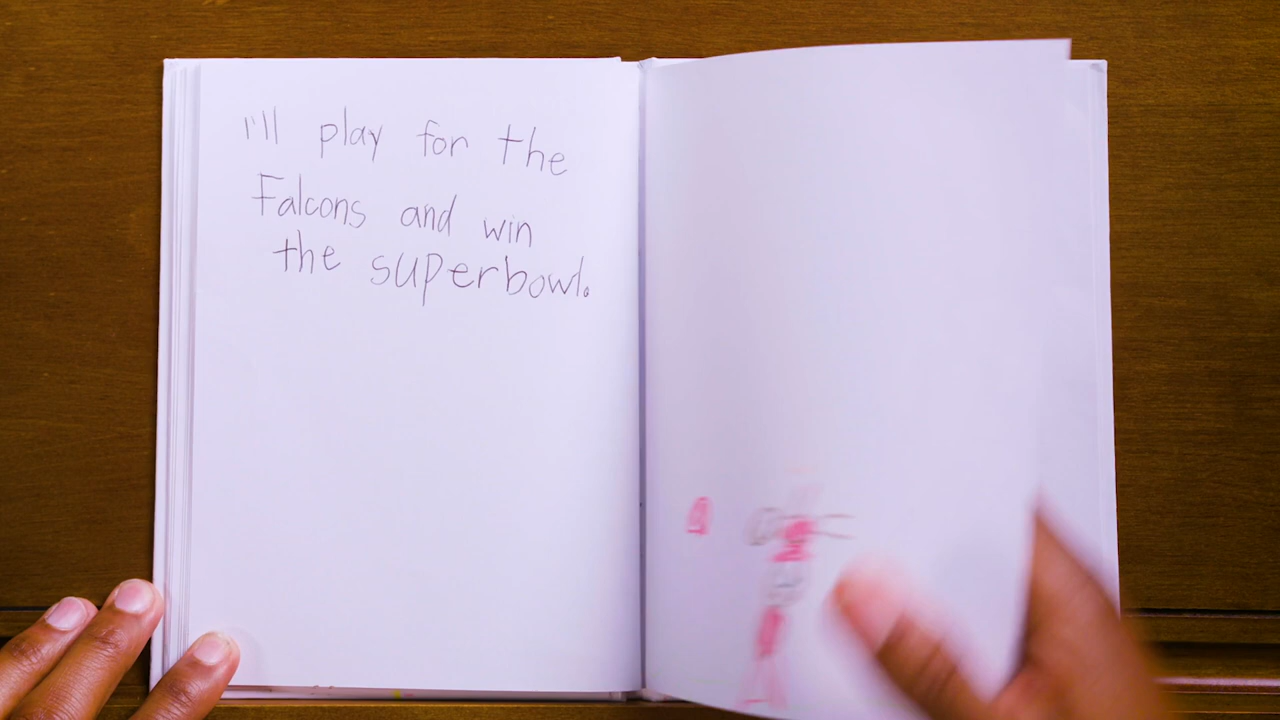 I'll play for the
Falcons and win
the superbowl.